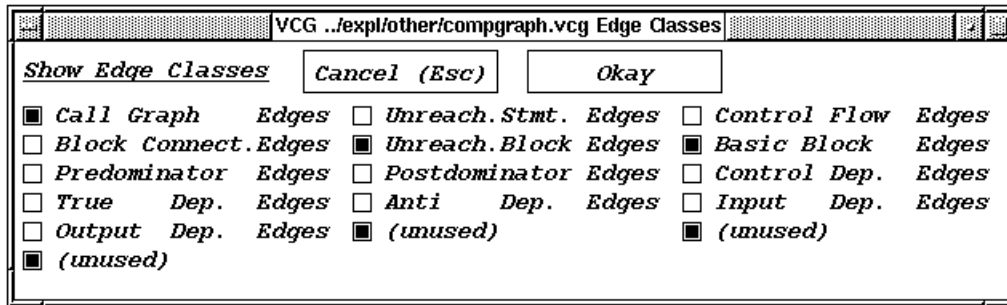 VCG ../expl/other/compgraph.vcg Edge Classes
Show Edge Classes Cancel (Esc) Okay
Call Graph Edges Unreach.Stmt. Edges Control Flow Edges
Block Connect.Edges Unreach.Block Edges Basic Block Edges
Predominator Edges Postdominator Edges Control Dep. Edges
True Dep. Edges Anti Dep. Edges Input Dep. Edges
Output Dep. Edges (unused) (unused)
(unused)